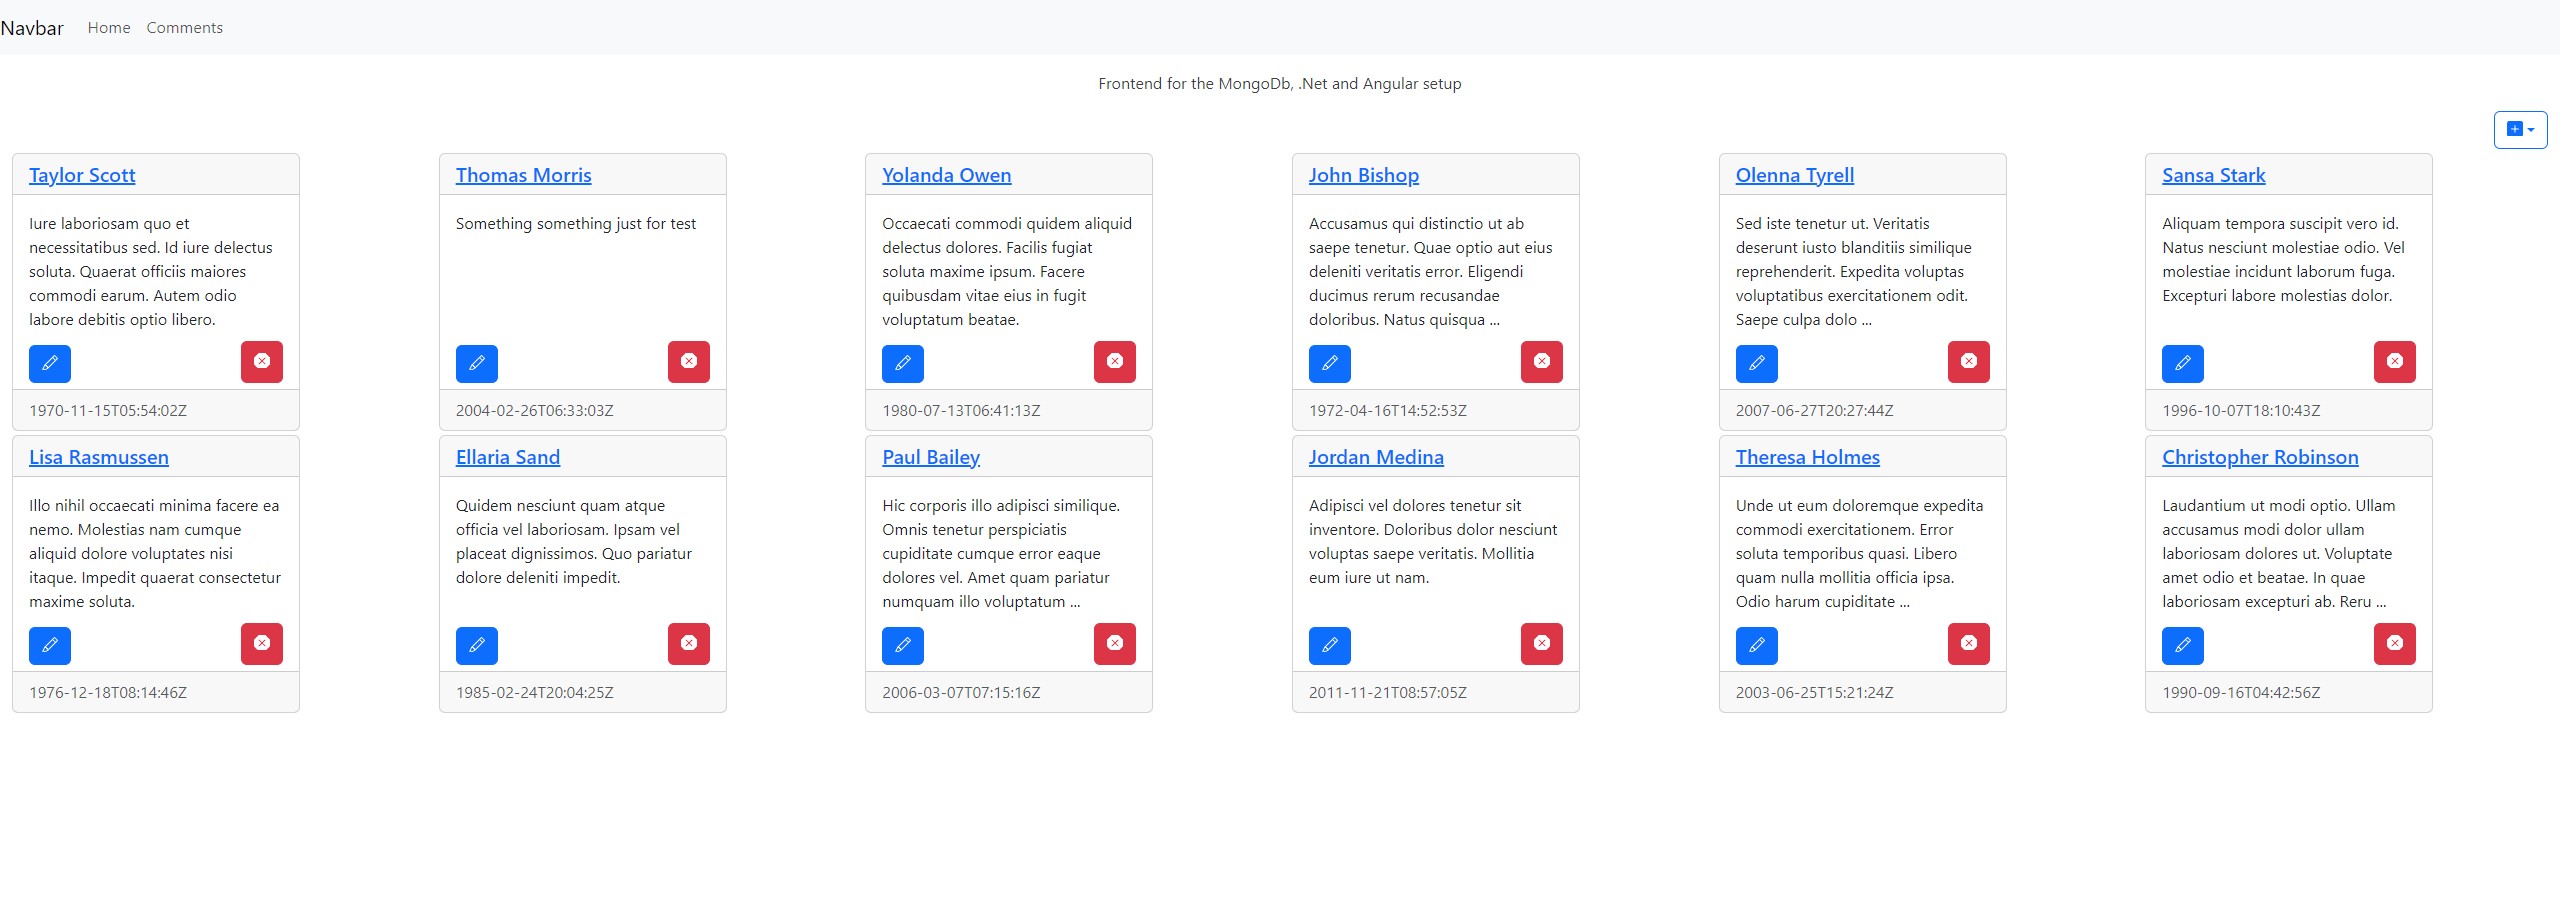 Navbar Home Comments
Frontend for the MongoDb, .Net and Angular setup
Taylor Scott
Iure laboriosam quo et
necessitatibus sed. Id iure delectus
soluta. Quaerat officiis maiores
commodi earum. Autem odio
labore debitis optio libero.
1970-11-15T05:54:02Z
Thomas Morris
Something something just for test
2004-02-26T06:33:03Z
Yolanda Owen
Occaecati commodi quidem aliquid
delectus dolores. Facilis fugiat
soluta maxime ipsum. Facere
quibusdam vitae eius in fugit
voluptatum beatae.
1980-07-13T06:41:13Z
John Bishop
Accusamus qui distinctio ut ab
saepe tenetur. Quae optio aut eius
deleniti veritatis error. Eligendi
ducimus rerum recusandae
doloribus. Natus quisqua ...
1972-04-16T14:52:53Z
Olenna Tyrell
Sed iste tenetur ut. Veritatis
deserunt iusto blanditiis similique
reprehenderit. Expedita voluptas
voluptatibus exercitationem odit.
Saepe culpa dolo ...
2007-06-27T20:27:44Z
Sansa Stark
Aliquam tempora suscipit vero id.
Natus nesciunt molestiae odio. Vel
molestiae incidunt laborum fuga.
Excepturi labore molestias dolor.
1996-10-07T18:10:43Z
Lisa Rasmussen
Illo nihil occaecati minima facere ea
nemo. Molestias nam cumque
aliquid dolore voluptates nisi
itaque. Impedit quaerat consectetur
maxime soluta.
1976-12-18T08:14:46Z
Ellaria Sand
Quidem nesciunt quam atque
officia vel laboriosam. Ipsam vel
placeat dignissimos. Quo pariatur
dolore deleniti impedit.
1985-02-24T20:04:25Z
Paul Bailey
Hic corporis illo adipisci similique.
Omnis tenetur perspiciatis
cupiditate cumque error eaque
dolores vel. Amet quam pariatur
numquam illo voluptatum ...
2006-03-07T07:15:16Z
Jordan Medina
Adipisci vel dolores tenetur sit
inventore. Doloribus dolor nesciunt
voluptas saepe veritatis. Mollitia
eum iure ut nam.
2011-11-21T08:57:05Z
Theresa Holmes
Unde ut eum doloremque expedita
commodi exercitationem. Error
soluta temporibus quasi. Libero
quam nulla mollitia officia ipsa.
Odio harum cupiditate ...
2003-06-25T15:21:24Z
Christopher Robinson
Laudantium ut modi optio. Ullam
accusamus modi dolor ullam
laboriosam dolores ut. Voluptate
amet odio et beatae. In quae
laboriosam excepturi ab. Reru ...
1990-09-16T04:42:56Z